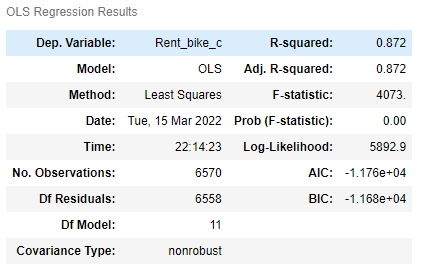 OLS Regression Results
Dep. Variable: Rent_bike_c R-squared: 0.872
Model: OLS Adj. R-squared: 0.872
Method: Least Squares F-statistic: 4073.
Date: Tue, 15 Mar 2022 Prob (F-statistic): 0.00
Time: 22:14:23 Log-Likelihood: 5892.9
No. Observations: 6570 AIC: -1.176e+04
Df Residuals: 6558 BIC: -1.168e+04
Df Model: 11
Covariance Type: nonrobust